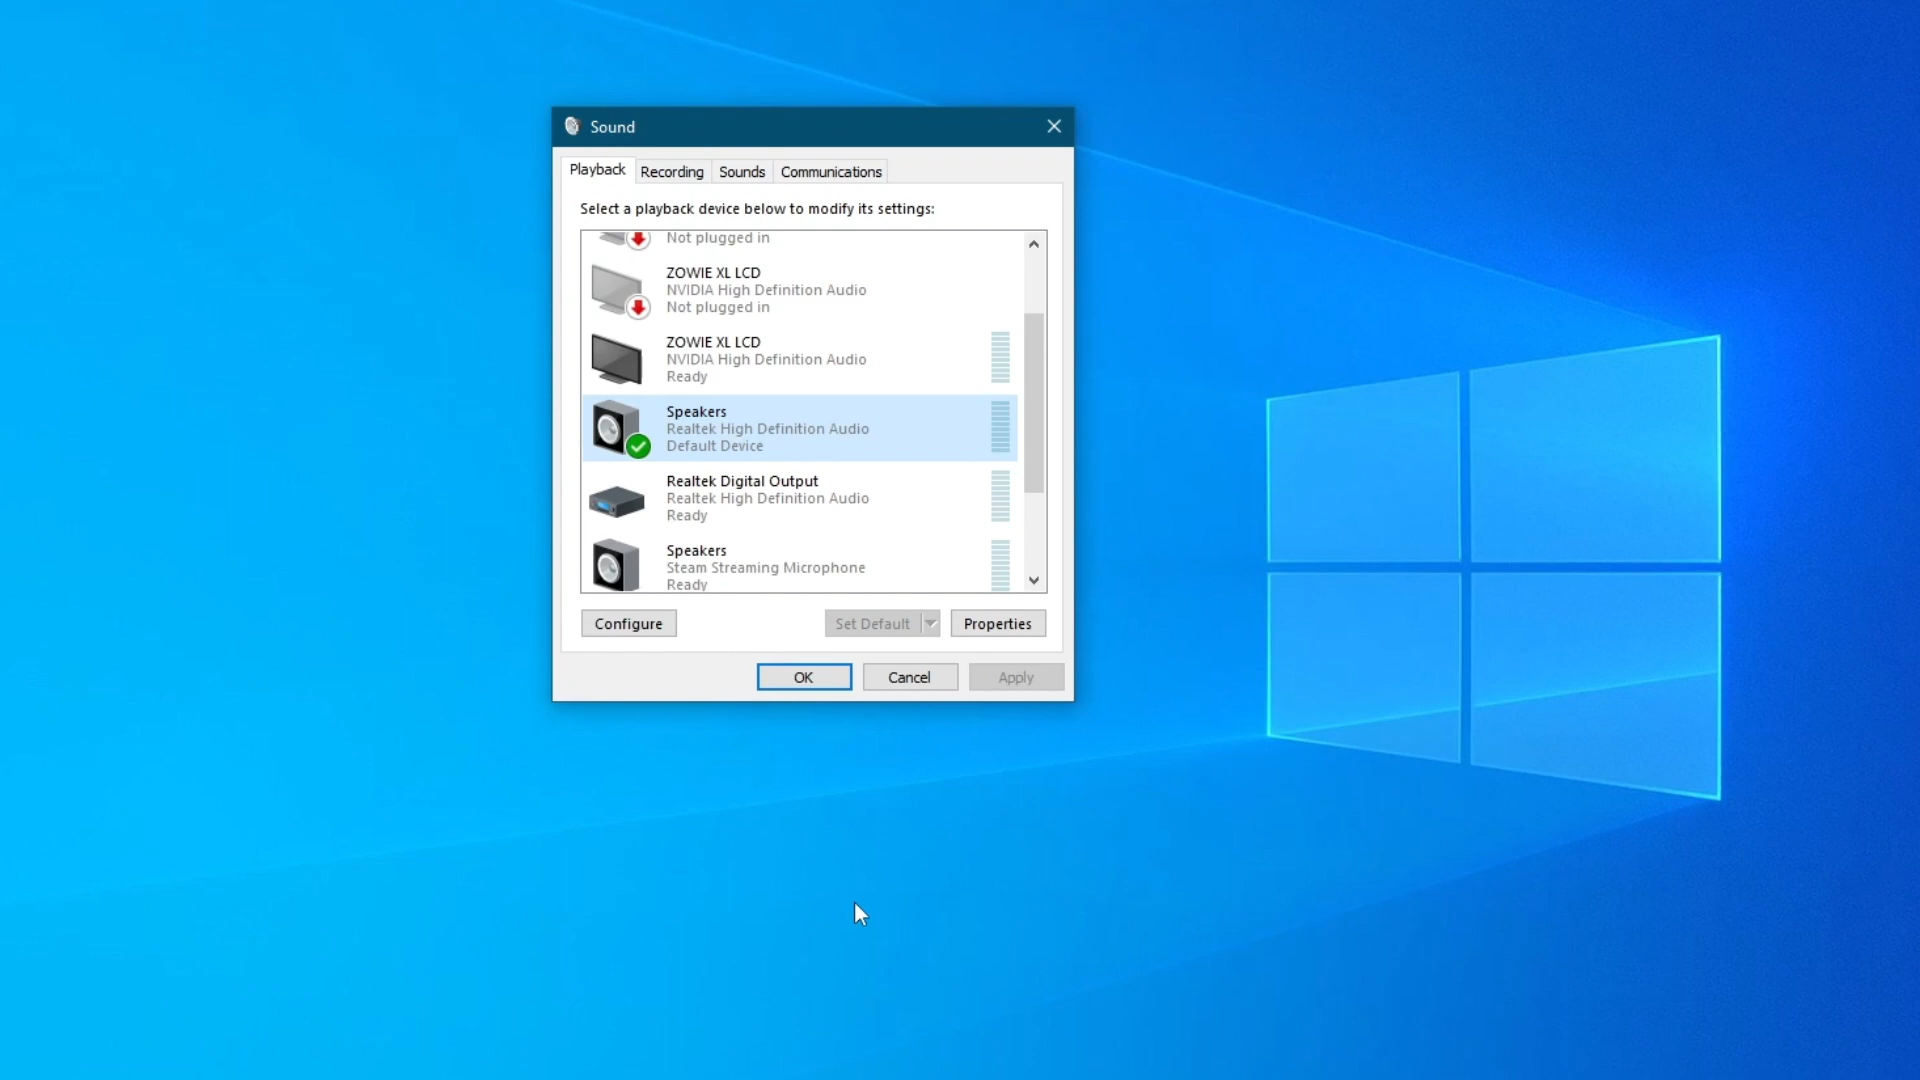 Sound
Playback
Recording
Sounds
Communications
Select a playback device below to modify its settings:
Not plugged in
ZOWIE XL LCD
NVIDIA High Definition Audio
Not plugged in
ZOWIE XL LCD
NVIDIA High Definition Audio
Ready
Speakers
Realtek High Definition Audio
Default Device
Realtek Digital Output
Realtek High Definition Audio
Ready
Speakers
Steam Streaming Microphone
Ready
Configure
Set Default
Properties
OK
Cancel
Apply